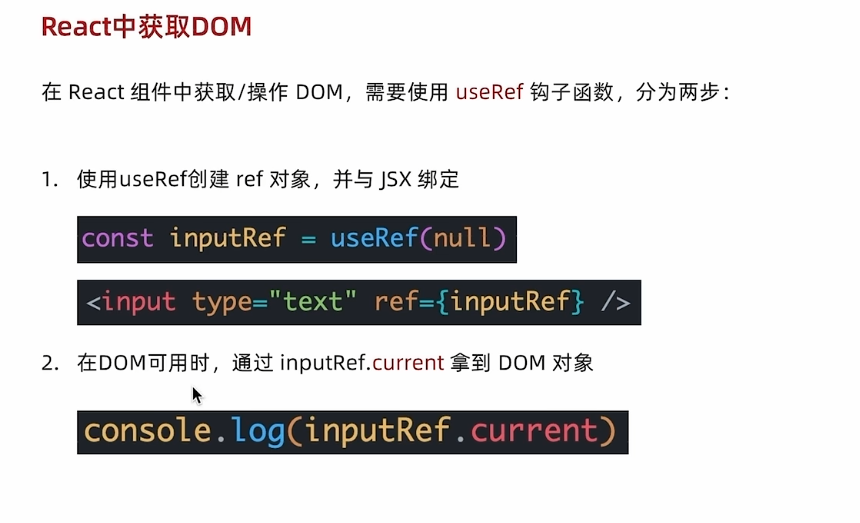 React中获取DOM
在 React 组件中获取/操作 DOM，需要使用 useRef 钩子函数，分为两步：
1. 使用useRef创建 ref 对象，并与 JSX 绑定
const inputRef = useRef(null)
<input type="text" ref={inputRef} />
2. 在DOM可用时，通过 inputRef.current 拿到 DOM 对象
console.log(inputRef.current)